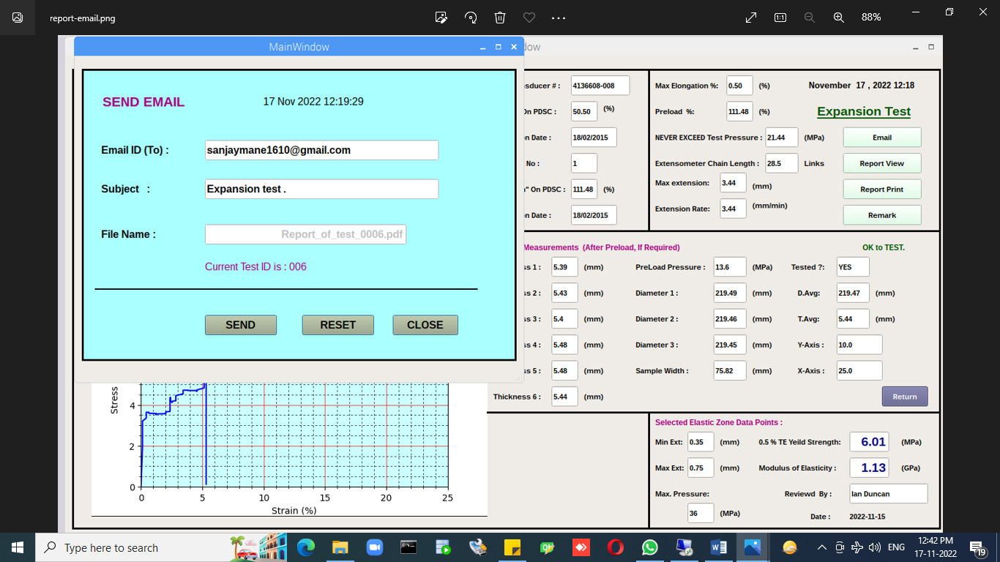 report-email.png
88%
MainWindow
dow
SEND EMAIL
17 Nov 2022 12:19:29
Email ID (To) :
sanjaymane1610@gmail.com
Subject :
Expansion test .
File Name :
Report_of_test_0006.pdf
Current Test ID is : 006
SEND RESET CLOSE
nsducer # : 4136608-008
On PDSC : 50.50 (%)
on Date : 18/02/2015
No : 1
n" On PDSC : 111.48 (%)
on Date : 18/02/2015
Max Elongation %: 0.50 (%)
November 17 , 2022 12:18
Preload %: 111.48 (%)
Expansion Test
NEVER EXCEED Test Pressure : 21.44 (MPa)
Email
Extensometer Chain Length : 28.5 Links
Report View
Max extension: 3.44 (mm)
Report Print
Extension Rate: 3.44 (mm/min)
Remark
Measurements (After Preload, If Required)
OK to TEST.
ss 1 : 5.39 (mm) PreLoad Pressure : 13.6 (MPa) Tested ?: YES
ss 2 : 5.43 (mm) Diameter 1 : 219.49 (mm) D.Avg: 219.47 (mm)
ss 3 : 5.4 (mm) Diameter 2 : 219.46 (mm) T.Avg: 5.44 (mm)
ss 4 : 5.48 (mm) Diameter 3 : 219.45 (mm) Y-Axis : 10.0
ss 5 : 5.48 (mm) Sample Width : 75.82 (mm) X-Axis : 25.0
Thickness 6 : 5.44 (mm)
Return
Stress
4
2
0
0 5 10 15 20 25
Strain (%)
Selected Elastic Zone Data Points :
Min Ext: 0.35 (mm) 0.5 % TE Yeild Strength: 6.01 (MPa)
Max Ext: 0.75 (mm) Modulus of Elasticity : 1.13 (GPa)
Max. Pressure: Reviewd By : Ian Duncan
36 (MPa) Date : 2022-11-15
Type here to search
ENG
12:42 PM
17-11-2022
19